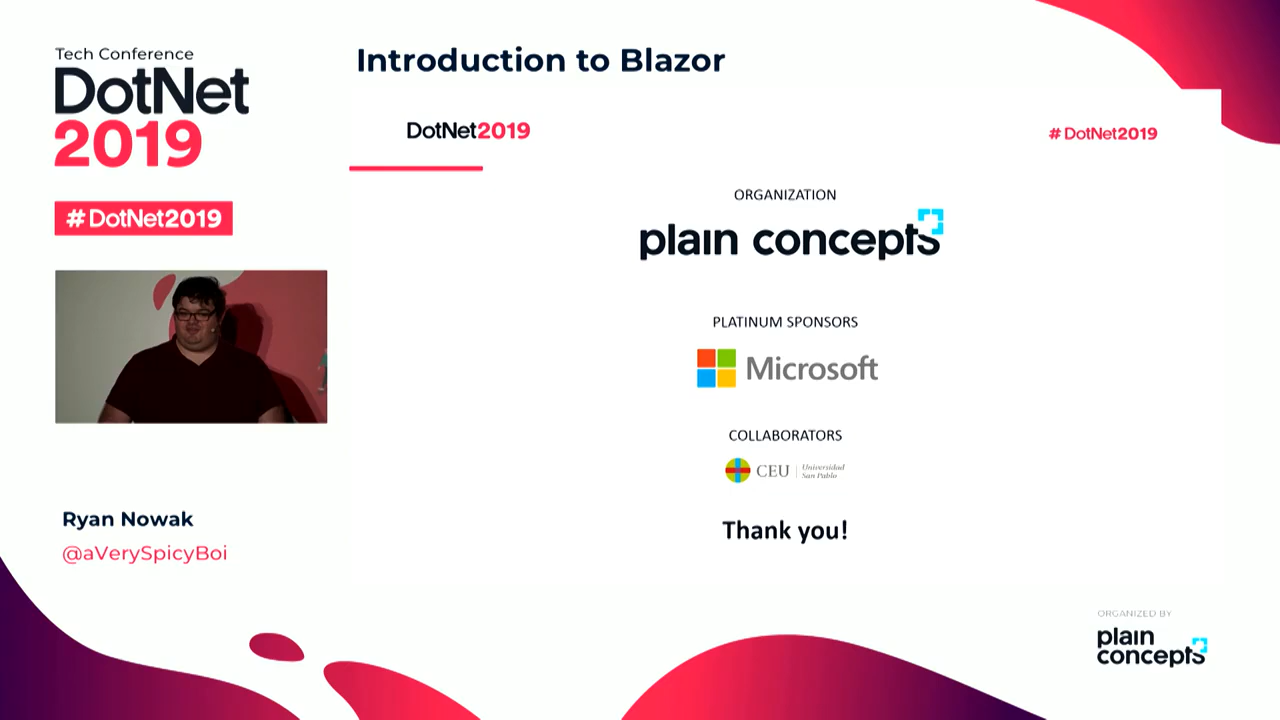 Tech Conference
DotNet
2019
#DotNet2019
Ryan Nowak
@aVerySpicyBoi
Introduction to Blazor
DotNet2019
#DotNet2019
ORGANIZATION
plain concepts
PLATINUM SPONSORS
Microsoft
COLLABORATORS
CEU
Universidad
San Pablo
Thank you!
ORGANIZED BY
plain
concepts